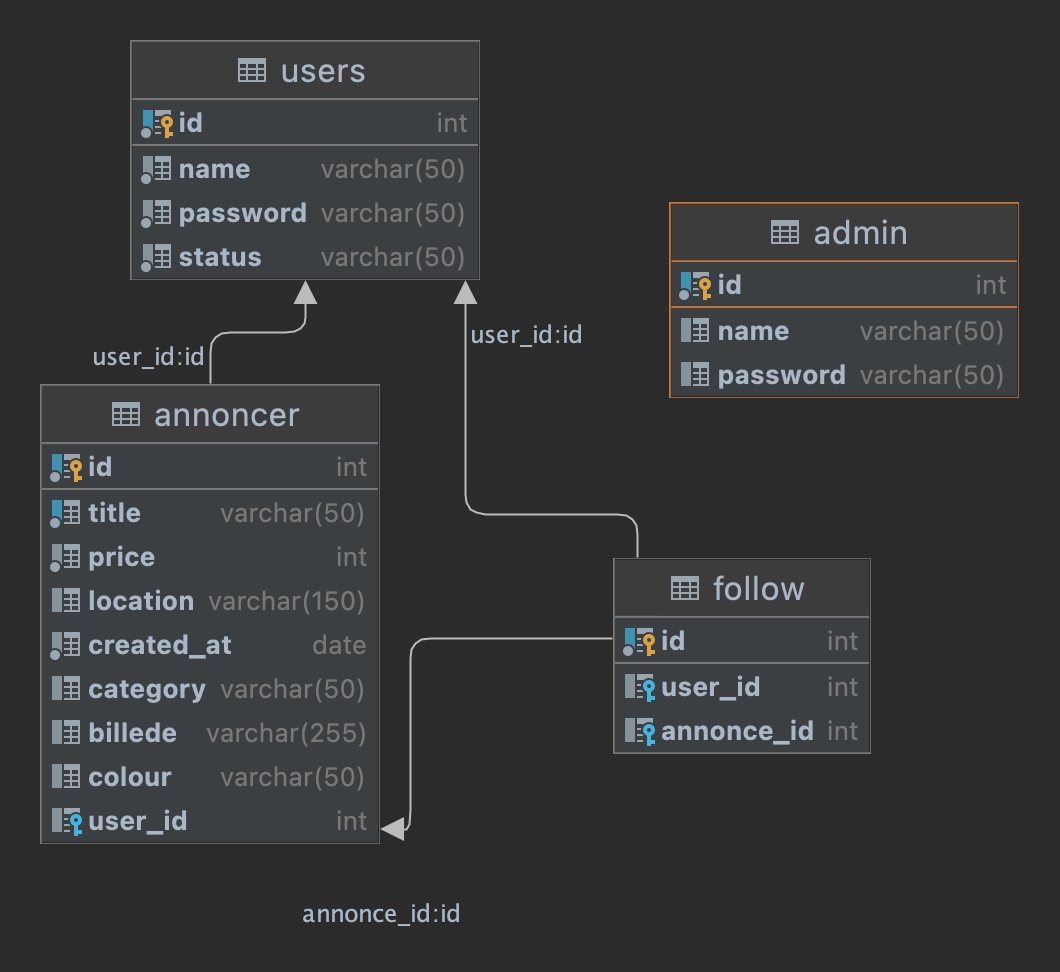 users
id int
name varchar(50)
password varchar(50)
status varchar(50)
admin
id int
name varchar(50)
password varchar(50)
user_id:id
user_id:id
annoncer
id int
title varchar(50)
price int
location varchar(150)
created_at date
category varchar(50)
billede varchar(255)
colour varchar(50)
user_id int
follow
id int
user_id int
annonce_id int
annonce_id:id